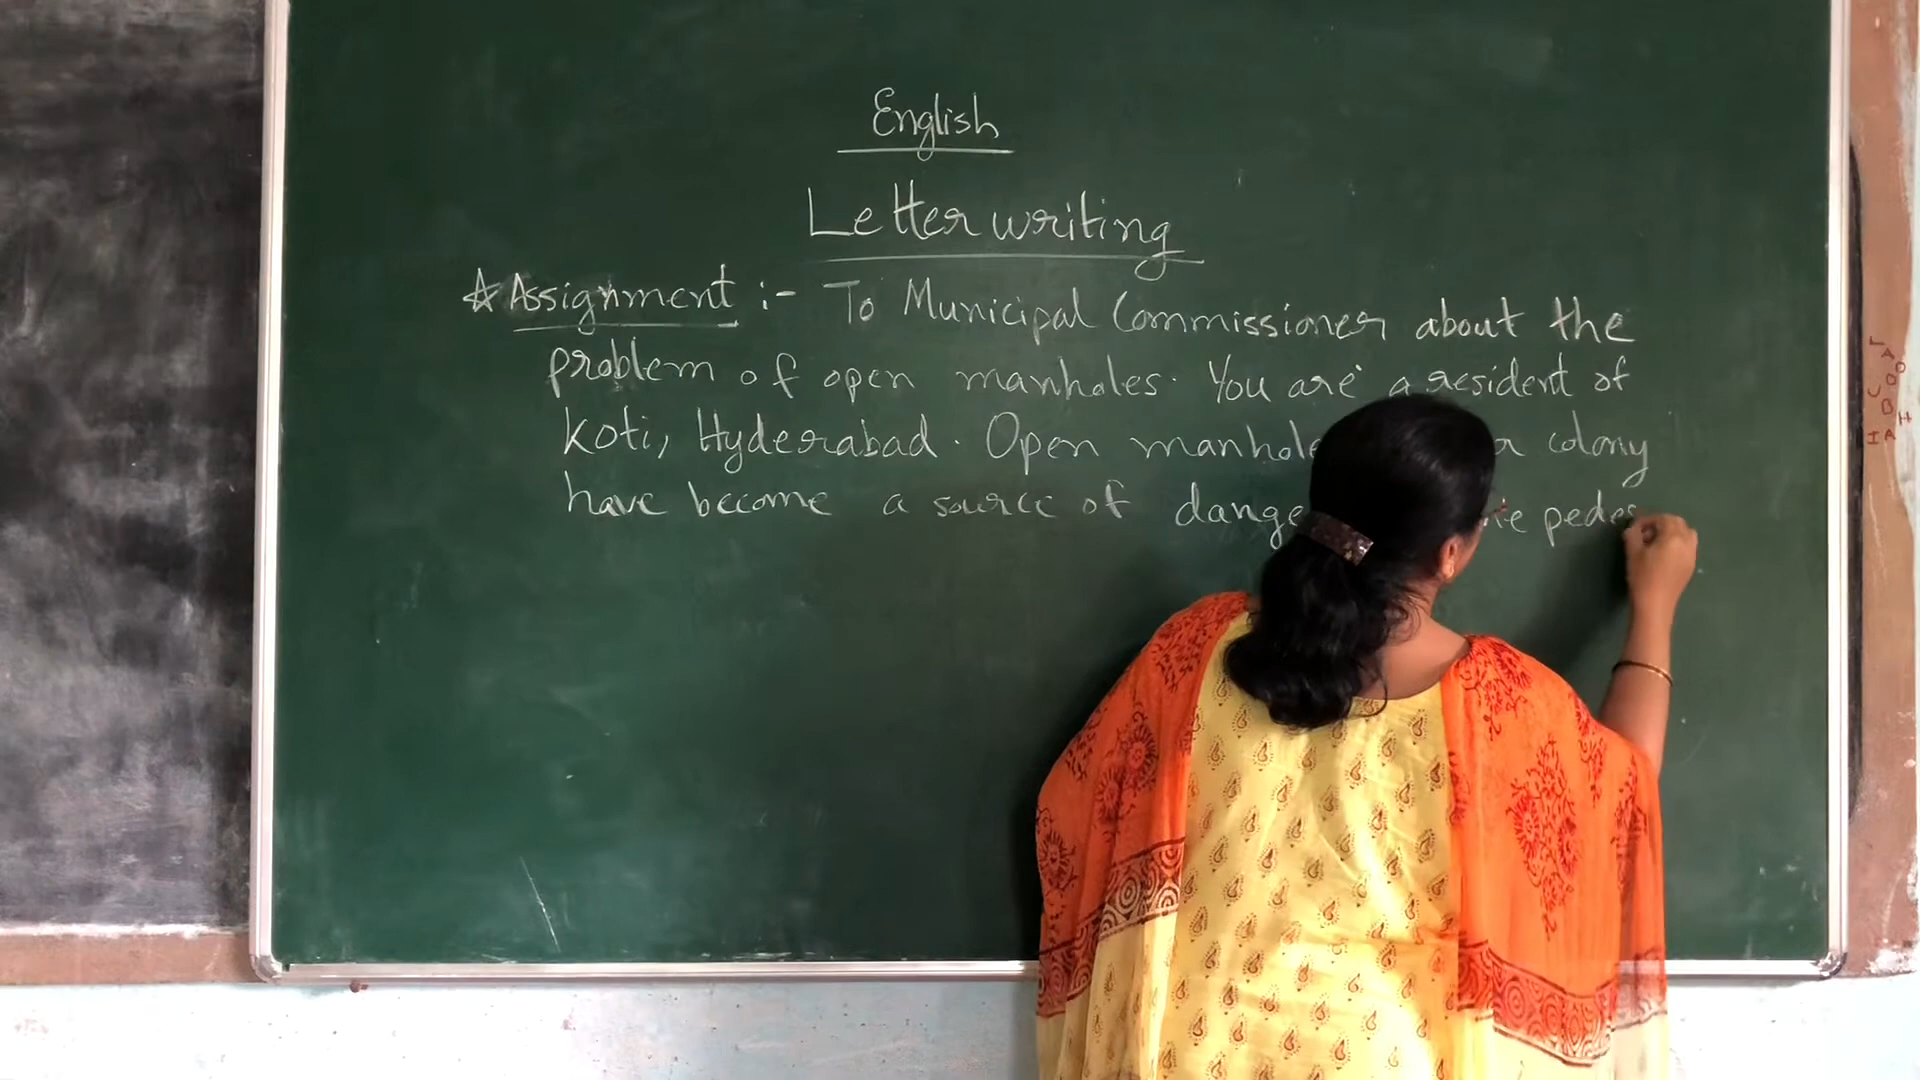 English
Letter writing
☆ Assignment :- To Municipal Commissioner about the
problem of open manholes. You are a resident of
Koti, Hyderabad. Open manhole colony
have become a source of dange pedes